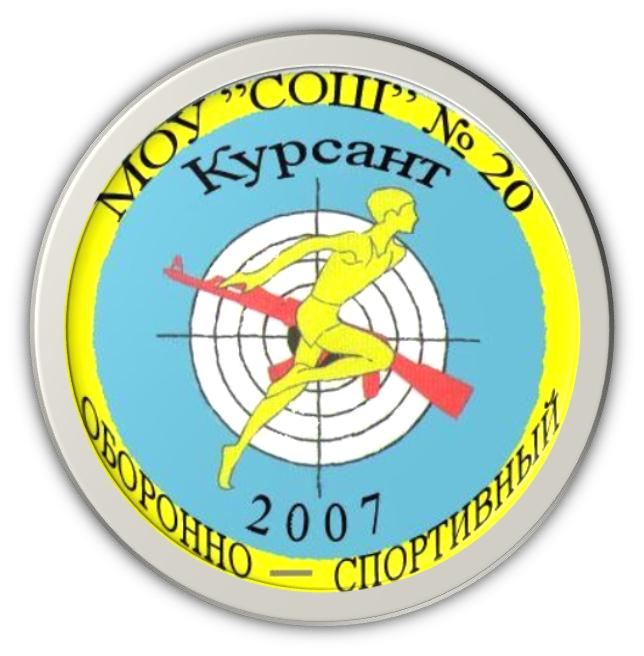 МОУ "СОШ" № 20
Курсант
2007
ОБОРОННО — СПОРТИВНЫЙ